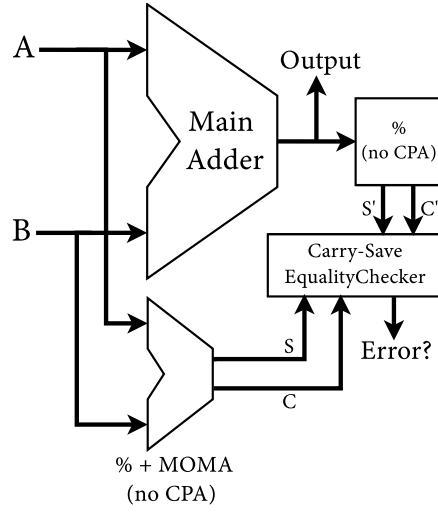 A
Output
Main
Adder
%
(no CPA)
B
S'
C'
Carry-Save
EqualityChecker
S
Error?
C
% + MOMA
(no CPA)